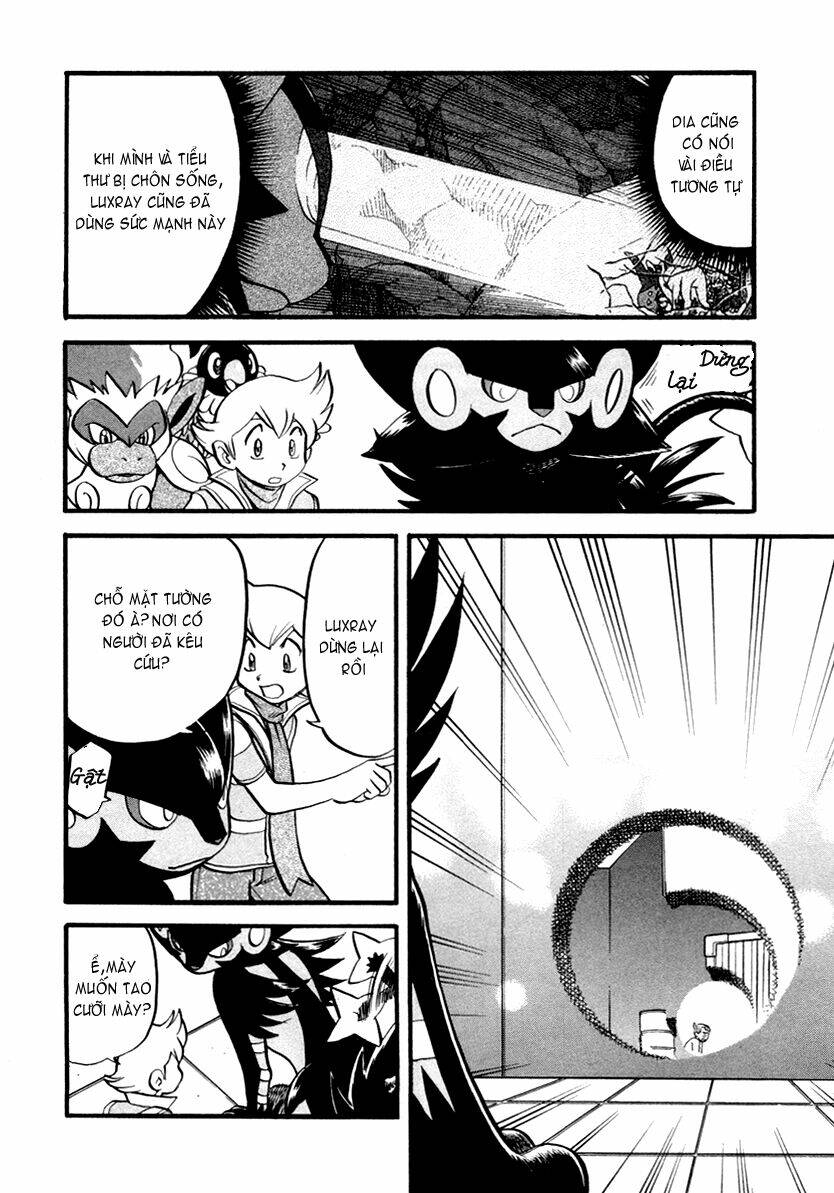 DIA CŨNG
CÓ NÓI
VÀI ĐIỀU
TƯƠNG TỰ
KHI MÌNH VÀ TIỂU
THƯ BỊ CHÔN SỐNG,
LUXRAY CŨNG ĐÃ
DÙNG SỨC MẠNH NÀY
Dừng
lại
LUXRAY
DỪNG LẠI
RỒI
CHỖ MẶT TƯỜNG
ĐÓ À?NƠI CÓ
NGƯỜI ĐÃ KÊU
CỨU?
Gật
Ể,MÀY
MUỐN TAO
CƯỠI MÀY?